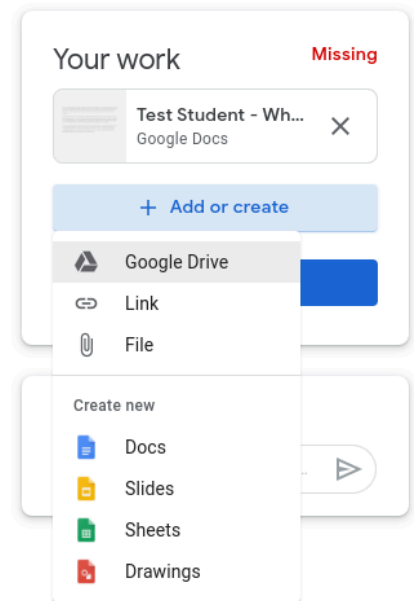 Your work
Missing
Test Student - Wh...
Google Docs
+ Add or create
Google Drive
Link
File
Create new
Docs
Slides
Sheets
Drawings